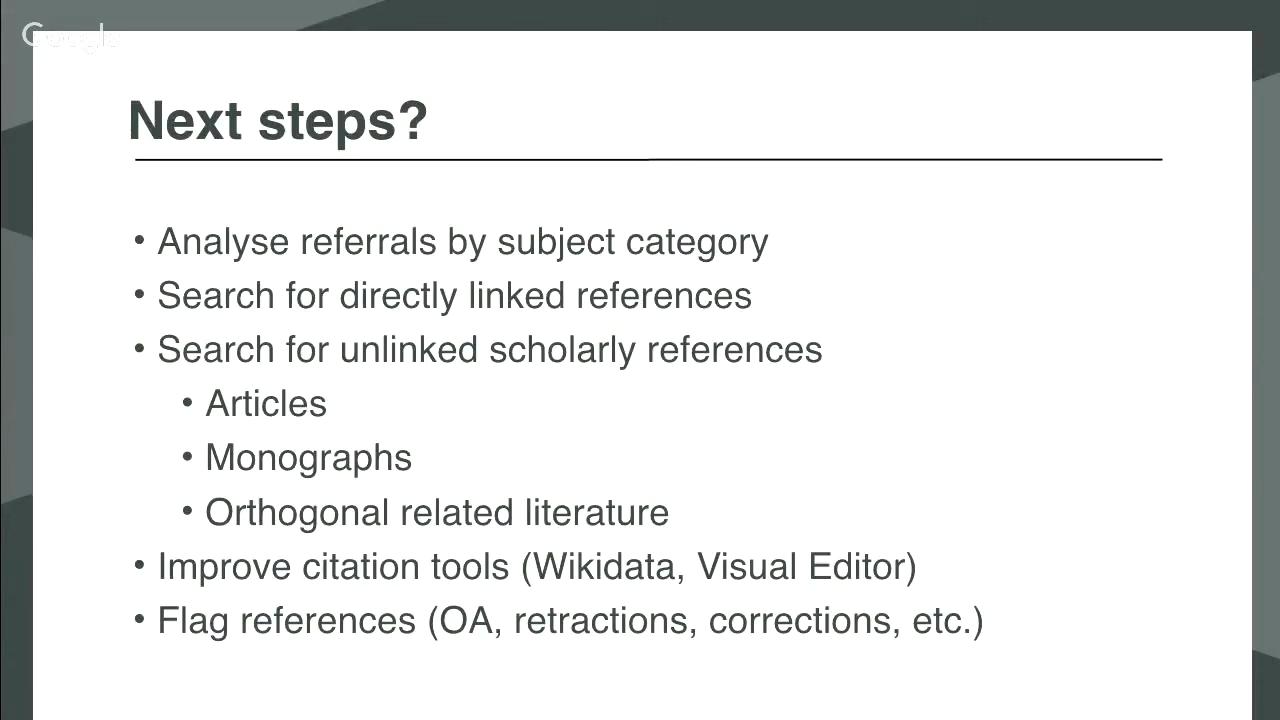 Google
Next steps?
• Analyse referrals by subject category
• Search for directly linked references
• Search for unlinked scholarly references
• Articles
• Monographs
• Orthogonal related literature
• Improve citation tools (Wikidata, Visual Editor)
• Flag references (OA, retractions, corrections, etc.)